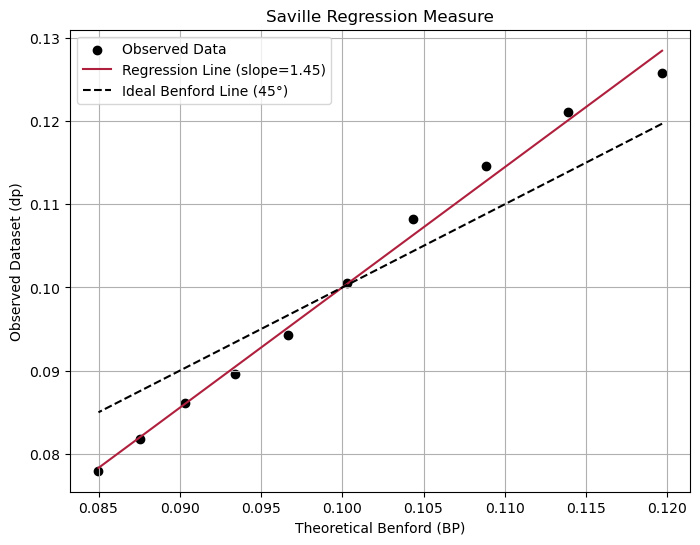 Saville Regression Measure
Observed Data
Regression Line (slope=1.45)
Ideal Benford Line (45°)
0.13
0.12
0.11
0.10
0.09
0.08
Observed Dataset (dp)
0.085 0.090 0.095 0.100 0.105 0.110 0.115 0.120
Theoretical Benford (BP)